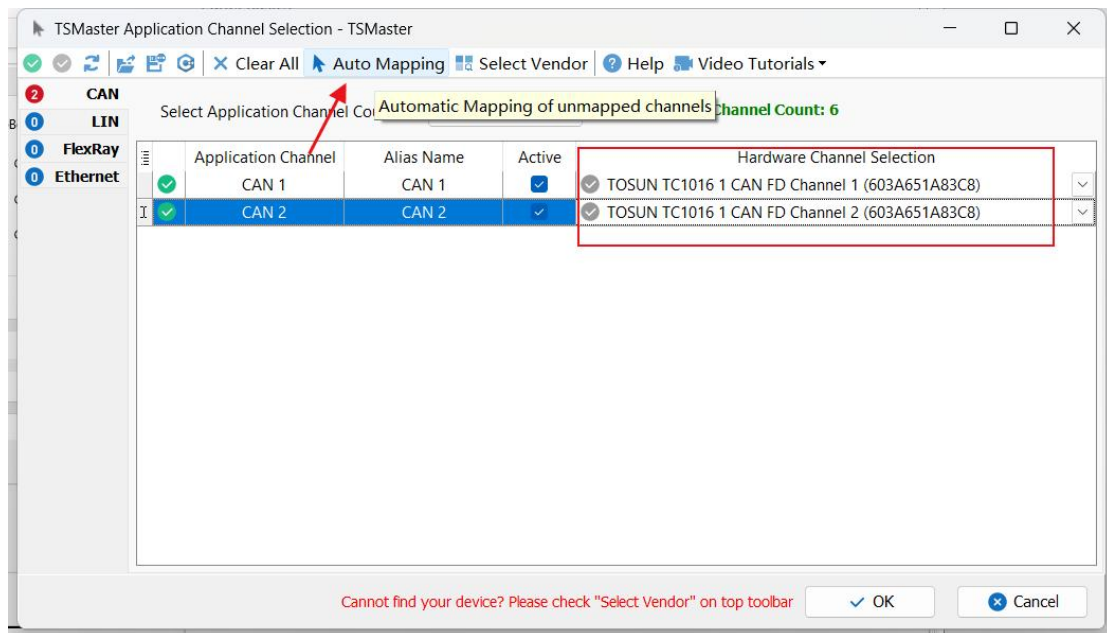 TSMaster Application Channel Selection - TSMaster
Clear All Auto Mapping Select Vendor Help Video Tutorials
2 CAN
0 LIN
0 FlexRay
0 Ethernet
Select Application Channel Automatic Mapping of unmapped channels Channel Count: 6
Application Channel Alias Name Active Hardware Channel Selection
CAN 1 CAN 1 TOSUN TC1016 1 CAN FD Channel 1 (603A651A83C8)
CAN 2 CAN 2 TOSUN TC1016 1 CAN FD Channel 2 (603A651A83C8)
Cannot find your device? Please check "Select Vendor" on top toolbar OK Cancel